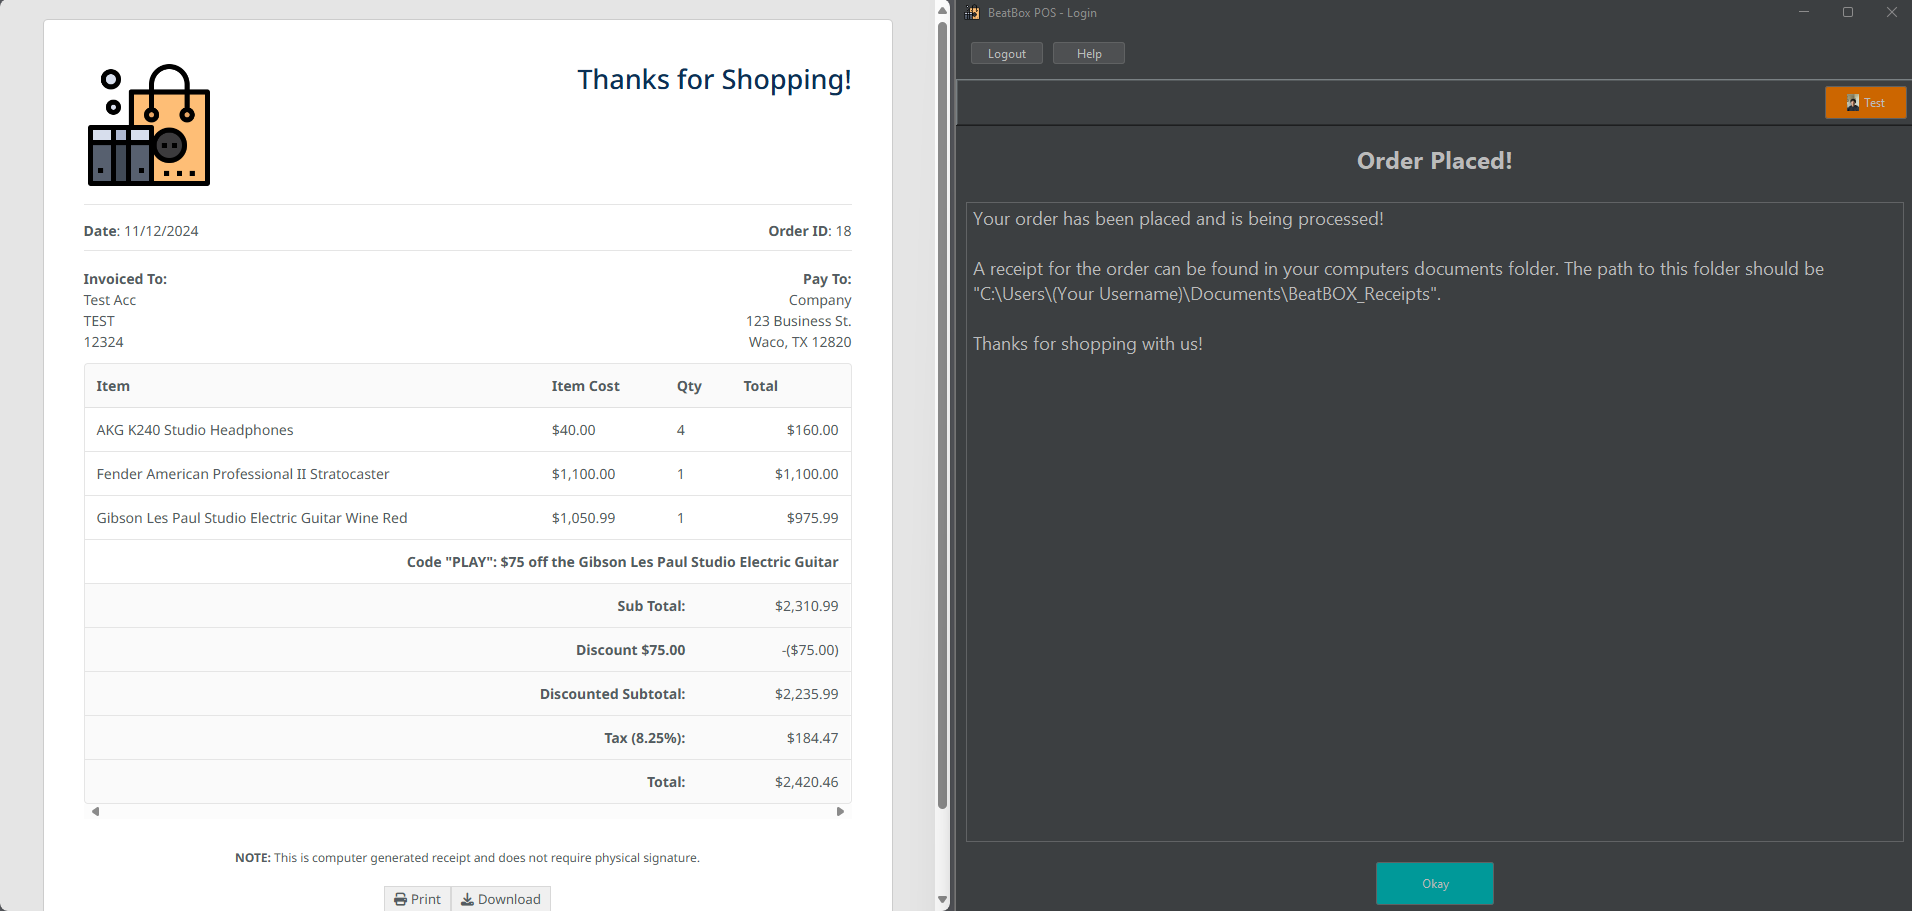 Thanks for Shopping!
Date: 11/12/2024 Order ID: 18
Invoiced To:
Test Acc
TEST
12324
Pay To:
Company
123 Business St.
Waco, TX 12820
Item Item Cost Qty Total
AKG K240 Studio Headphones $40.00 4 $160.00
Fender American Professional II Stratocaster $1,100.00 1 $1,100.00
Gibson Les Paul Studio Electric Guitar Wine Red $1,050.99 1 $975.99
Code "PLAY": $75 off the Gibson Les Paul Studio Electric Guitar
Sub Total: $2,310.99
Discount $75.00 -($75.00)
Discounted Subtotal: $2,235.99
Tax (8.25%): $184.47
Total: $2,420.46
NOTE: This is computer generated receipt and does not require physical signature.
Print Download
BeatBox POS - Login
Logout Help
Test
Order Placed!
Your order has been placed and is being processed!
A receipt for the order can be found in your computers documents folder. The path to this folder should be
"C:\Users\(Your Username)\Documents\BeatBOX_Receipts".
Thanks for shopping with us!
Okay